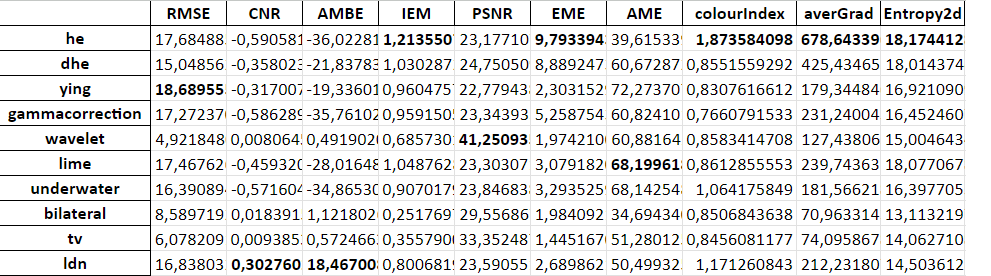 RMSE CNR AMBE IEM PSNR EME AME colourIndex averGrad Entropy2d
he 17,68488 -0,590581 -36,02281 1,213550 23,17710 9,793394 39,61533 1,873584098 678,64339 18,174412
dhe 15,04856 -0,358023 -21,83783 1,030287 24,75050 8,889247 60,67287 0,8551559292 425,43465 18,014374
ying 18,68955 -0,317007 -19,33601 0,960475 22,77943 2,303152 72,27370 0,8307616612 179,34484 16,921090
gammacorrection 17,27237 -0,586289 -35,76102 0,959150 23,34393 5,258754 60,82410 0,7660791533 231,24004 16,452460
wavelet 4,921848 0,008064 0,491902 0,685730 41,25093 1,974210 60,88164 0,8583414708 127,43806 15,004643
lime 17,46762 -0,459320 -28,01648 1,048762 23,30307 3,079182 68,199618 0,8612855553 239,74363 18,077067
underwater 16,39089 -0,571604 -34,86530 0,907017 23,84683 3,293525 68,14254 1,064175849 181,56621 16,397705
bilateral 8,589719 0,018391 1,121802 0,251769 29,55686 1,984092 34,69434 0,8506843638 70,963314 13,113219
tv 6,078209 0,009385 0,572466 0,355790 33,35248 1,445167 51,28012 0,8456081177 74,095867 14,062710
ldn 16,83803 0,302760 18,46700 0,800681 23,59055 2,689862 50,49932 1,171260843 212,23180 14,503612